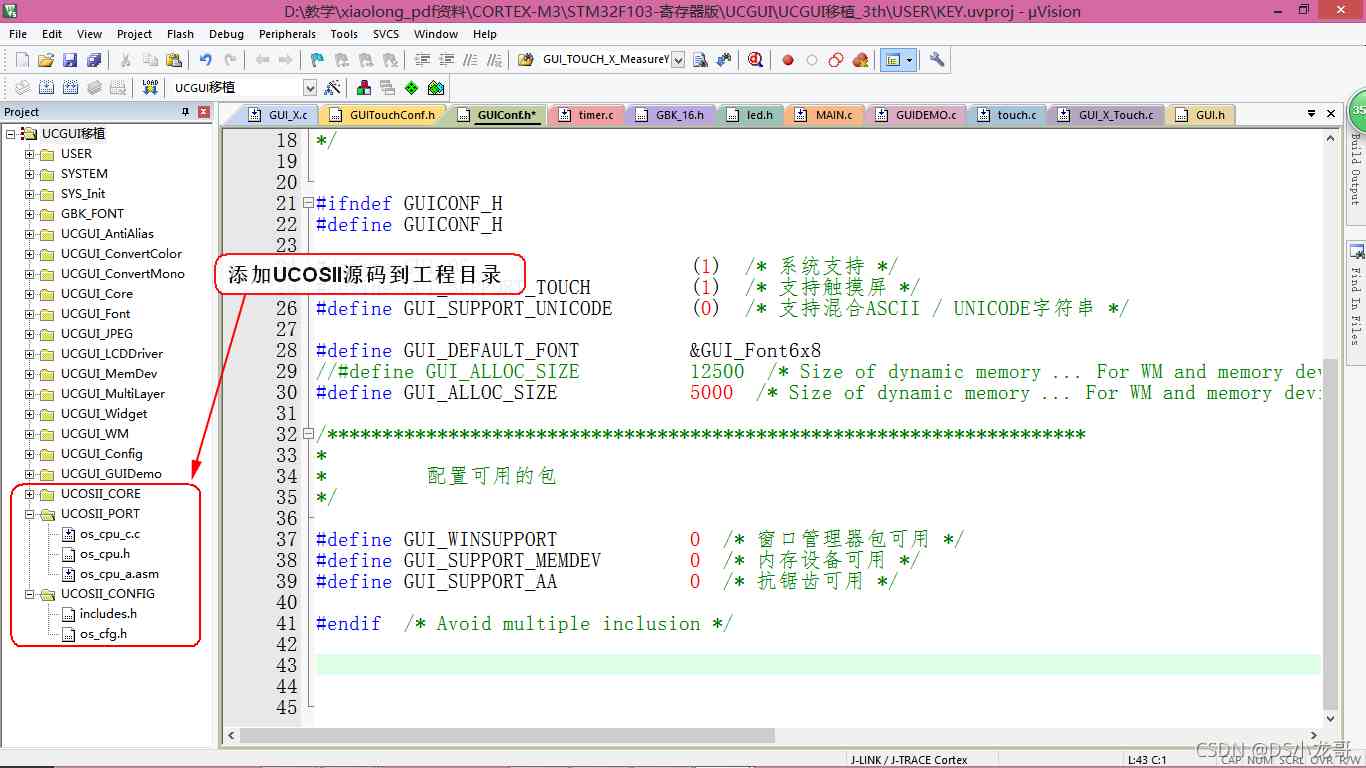 D:\教学\xiaolong_pdf资料\CORTEX-M3\STM32F103-寄存器版\UCGUI\UCGUI移植_3th\USER\KEY.uvproj - µVision
File Edit View Project Flash Debug Peripherals Tools SVCS Window Help
GUI_TOUCH_X_MeasureY
LOAD UCGUI移植
Project
GUI_X.c GUITouchConf.h GUIConf.h* timer.c GBK_16.h led.h MAIN.c GUIDEMO.c touch.c GUI_X_Touch.c GUI.h
UCGUI移植
USER
SYSTEM
SYS_Init
GBK_FONT
UCGUI_AntiAlias
UCGUI_ConvertColor
UCGUI_ConvertMono
UCGUI_Core
UCGUI_Font
UCGUI_JPEG
UCGUI_LCDDriver
UCGUI_MemDev
UCGUI_MultiLayer
UCGUI_Widget
UCGUI_WM
UCGUI_Config
UCGUI_GUIDemo
UCOSII_CORE
UCOSII_PORT
os_cpu_c.c
os_cpu.h
os_cpu_a.asm
UCOSII_CONFIG
includes.h
os_cfg.h
添加UCOSII源码到工程目录
18 */
19
20
21 #ifndef GUICONF_H
22 #define GUICONF_H
23
(1) /* 系统支持 */
_TOUCH (1) /* 支持触摸屏 */
26 #define GUI_SUPPORT_UNICODE (0) /* 支持混合ASCII / UNICODE字符串 */
27
28 #define GUI_DEFAULT_FONT &GUI_Font6x8
29 //#define GUI_ALLOC_SIZE 12500 /* Size of dynamic memory ... For WM and memory dev
30 #define GUI_ALLOC_SIZE 5000 /* Size of dynamic memory ... For WM and memory devi
31
32 /*********************************************************************
33 *
34 * 配置可用的包
35 */
36
37 #define GUI_WINSUPPORT 0 /* 窗口管理器包可用 */
38 #define GUI_SUPPORT_MEMDEV 0 /* 内存设备可用 */
39 #define GUI_SUPPORT_AA 0 /* 抗锯齿可用 */
40
41 #endif /* Avoid multiple inclusion */
42
43
44
45
35
Build Output
Find In Files
J-LINK / J-TRACE Cortex L:43 C:1 CAP NUM SCRL OVR R/W
CSDN @DS小龙哥